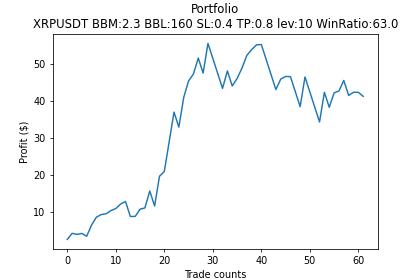 Portfolio
XRPUSDT BBM:2.3 BBL:160 SL:0.4 TP:0.8 lev:10 WinRatio:63.0
50
40
30
20
10
Profit ($)
0 10 20 30 40 50 60
Trade counts